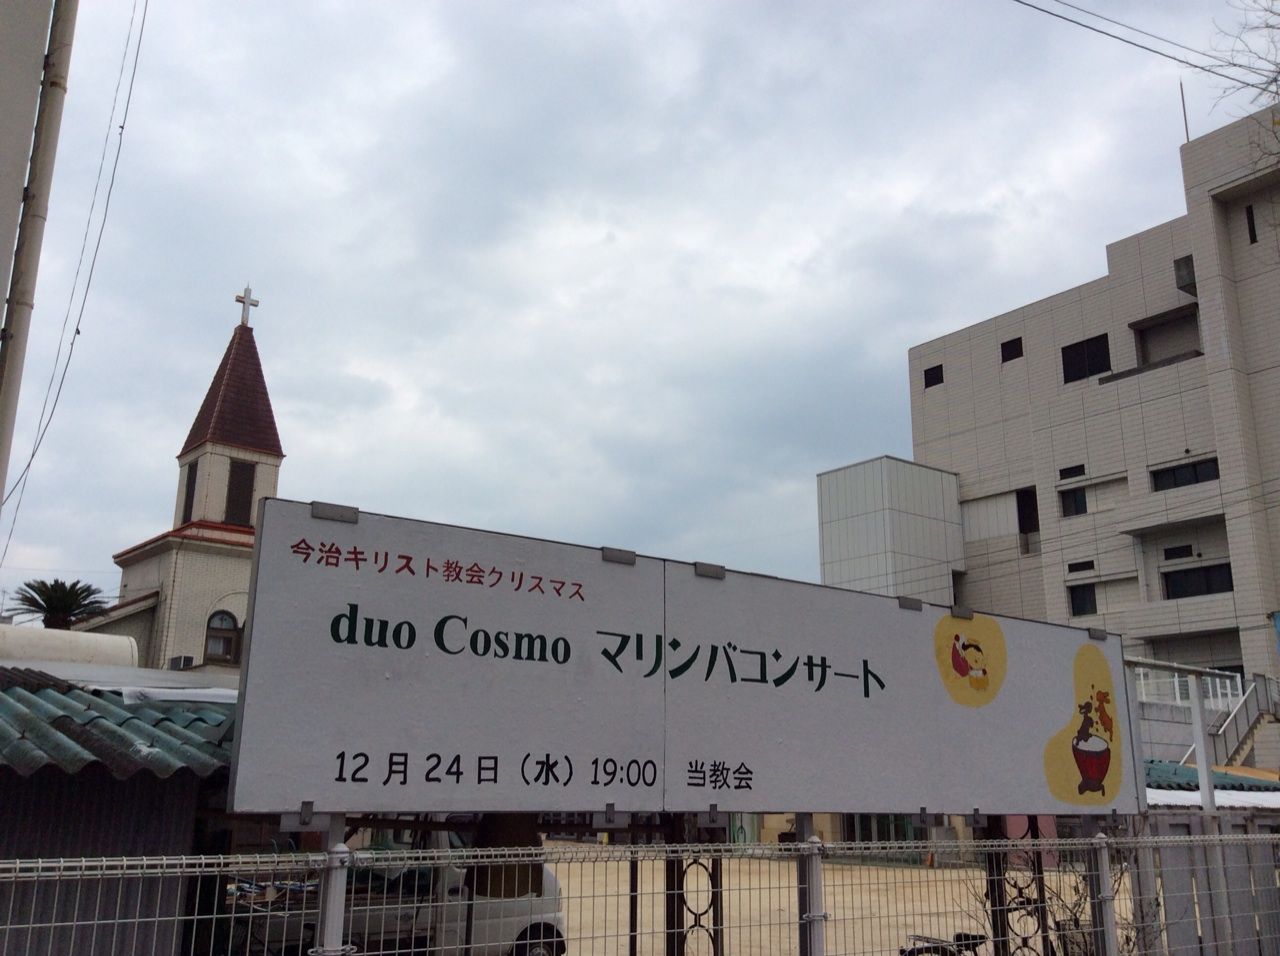 今治キリスト教会クリスマス
duo Cosmo マリンバコンサート
12月24日（水）19:00 当教会